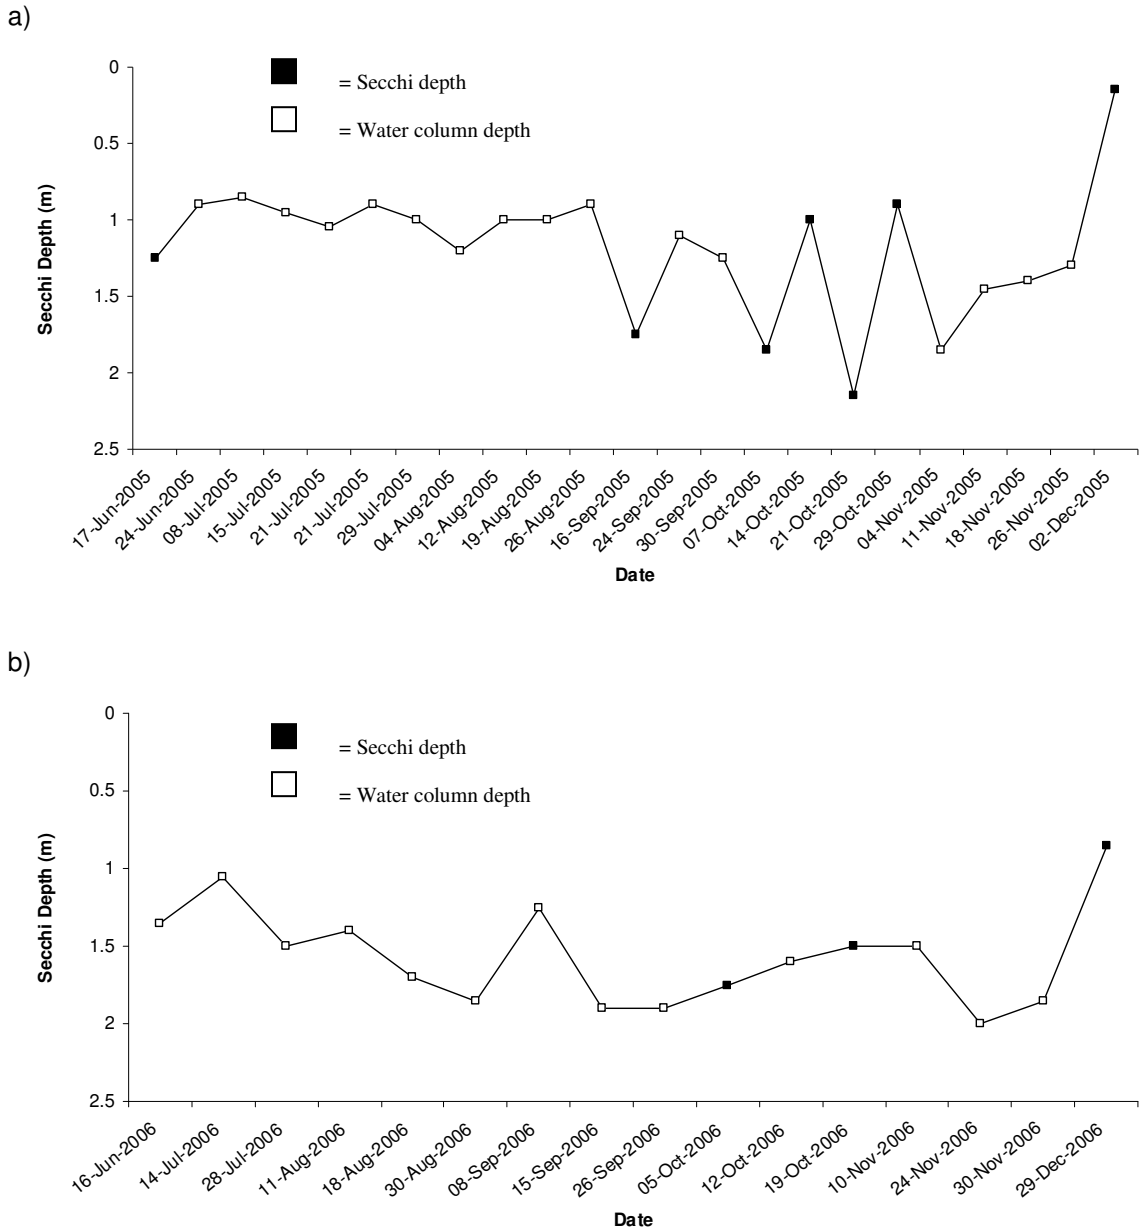 a)
0
= Secchi depth
0.5
= Water column depth
1
1.5
2
2.5
Secchi Depth (m)
17-Jun-2005
24-Jun-2005
08-Jul-2005
15-Jul-2005
21-Jul-2005
21-Jul-2005
29-Jul-2005
04-Aug-2005
12-Aug-2005
19-Aug-2005
26-Aug-2005
16-Sep-2005
24-Sep-2005
30-Sep-2005
07-Oct-2005
14-Oct-2005
21-Oct-2005
29-Oct-2005
04-Nov-2005
11-Nov-2005
18-Nov-2005
26-Nov-2005
02-Dec-2005
Date
b)
0
= Secchi depth
0.5
= Water column depth
1
1.5
2
2.5
Secchi Depth (m)
16-Jun-2006
14-Jul-2006
28-Jul-2006
11-Aug-2006
18-Aug-2006
30-Aug-2006
08-Sep-2006
15-Sep-2006
26-Sep-2006
05-Oct-2006
12-Oct-2006
19-Oct-2006
10-Nov-2006
24-Nov-2006
30-Nov-2006
29-Dec-2006
Date